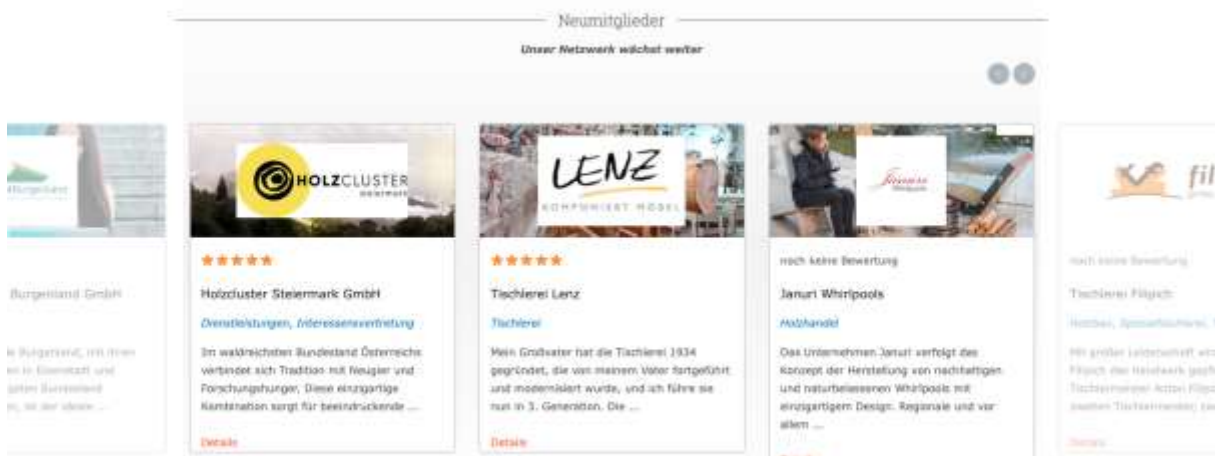 Neumitglieder
Unser Netzwerk wächst weiter
Burgenland GmbH
HOLZCLUSTER
steiermark
★★★★★
Holzcluster Steiermark GmbH
Dienstleistungen, Interessensvertretung
Im waldreichsten Bundesland Österreichs
verbindet sich Tradition mit Neugier und
Forschungshunger. Diese einzigartige
Kombination sorgt für beeindruckende ...
Details
LENZ
KOMPONIERT MÖBEL
★★★★★
Tischlerei Lenz
Tischlerei
Mein Großvater hat die Tischlerei 1934
gegründet, die von meinem Vater fortgeführt
und modernisiert wurde, und ich führe sie
nun in 3. Generation. Die ...
Details
Januri
Whirlpools
noch keine Bewertung
Januri Whirlpools
Holzhandel
Das Unternehmen Januri verfolgt das
Konzept der Herstellung von nachhaltigen
und naturbelassenen Whirlpools mit
einzigartigem Design. Regionale und vor
allem ...
fil
noch keine Bewertung
Tischlerei Filipich
Details